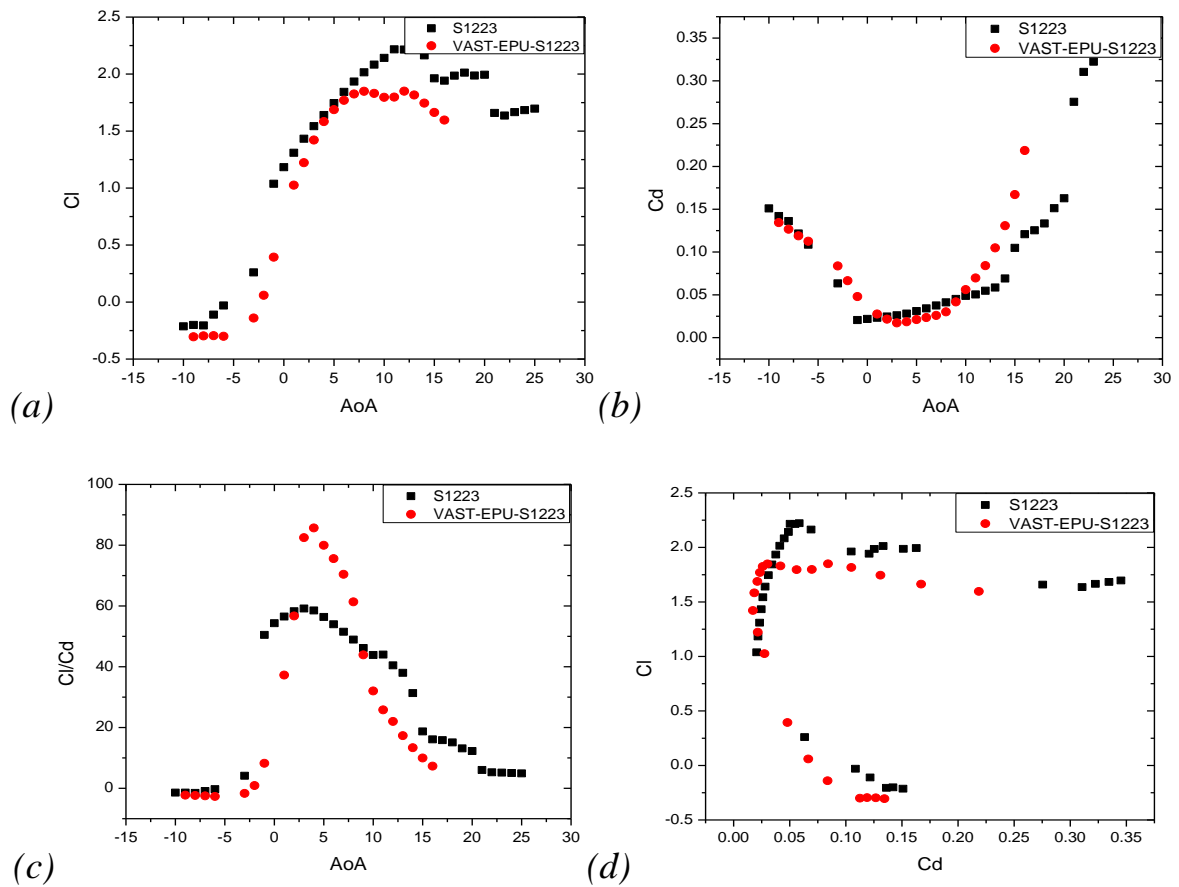 2.5
2.0
1.5
1.0
0.0
-0.5
Cl
-15 -10 -5 0 5 10 15 20 25 30
AoA
S1223
VAST-EPU-S1223
(a)
0.35
0.30
0.25
0.20
0.15
0.10
0.05
0.00
Cd
-15 -10 -5 0 5 10 15 20 25 30
AoA
S1223
VAST-EPU-S1223
(b)
100
80
60
40
20
0
Cl/Cd
-15 -10 -5 0 5 10 15 20 25 30
AoA
S1223
VAST-EPU-S1223
(c)
2.5
2.0
1.5
1.0
0.5
0.0
-0.5
Cl
0.00 0.05 0.10 0.15 0.20 0.25 0.30 0.35
Cd
S1223
VAST-EPU-S1223
(d)